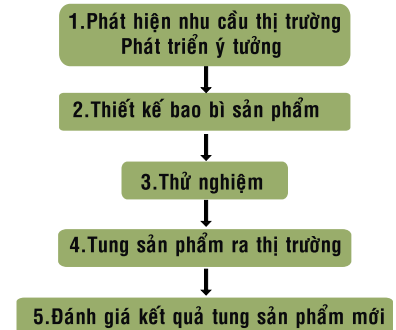 1.Phát hiện nhu cầu thị trường
Phát triển ý tưởng
2.Thiết kế bao bì sản phẩm
3.Thử nghiệm
4.Tung sản phẩm ra thị trường
5.Đánh giá kết quả tung sản phẩm mới